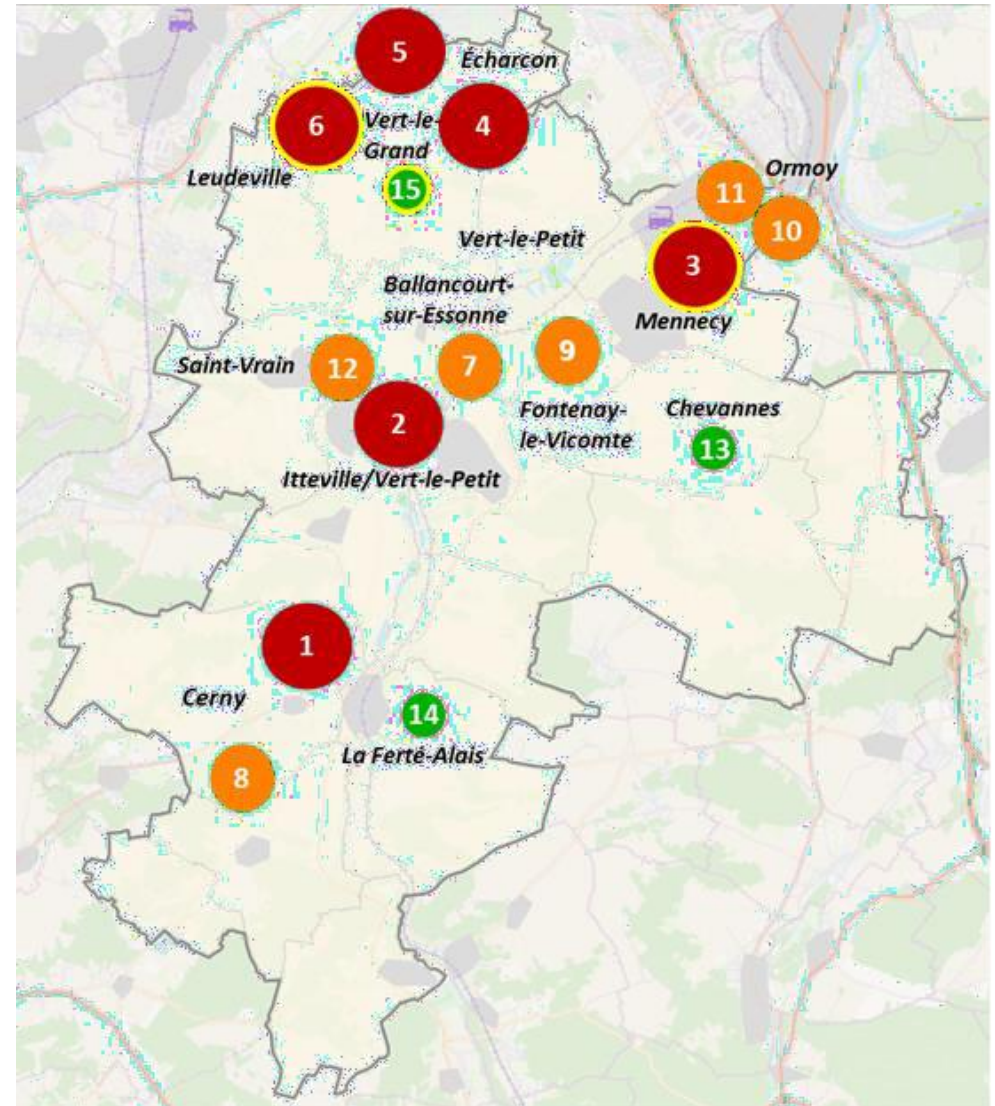 5
Écharcon
6
Vert-le-
Grand
4
Leudeville
15
Ormoy
11
10
Vert-le-Petit
3
Ballancourt-
sur-Essonne
Mennecy
Saint-Vrain
12
7
9
Fontenay-
le-Vicomte
Chevannes
2
13
Itteville/Vert-le-Petit
1
Cerny
14
La Ferté-Alais
8